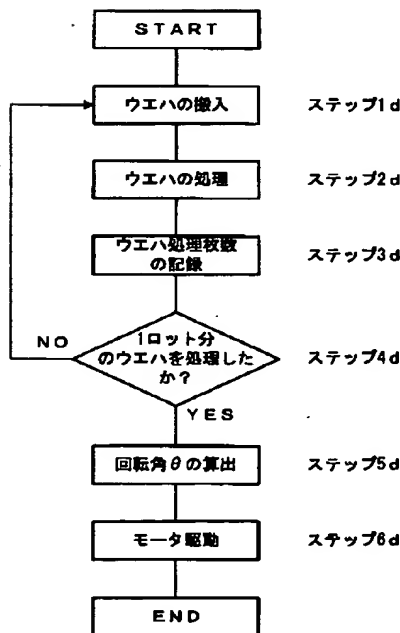 START
ウエハの搬入 ステップ1d
ウエハの処理 ステップ2d
ウエハ処理枚数
の記録 ステップ3d
1ロット分
のウエハを処理した
か? ステップ4d
NO
YES
回転角θの算出 ステップ5d
モータ駆動 ステップ6d
END